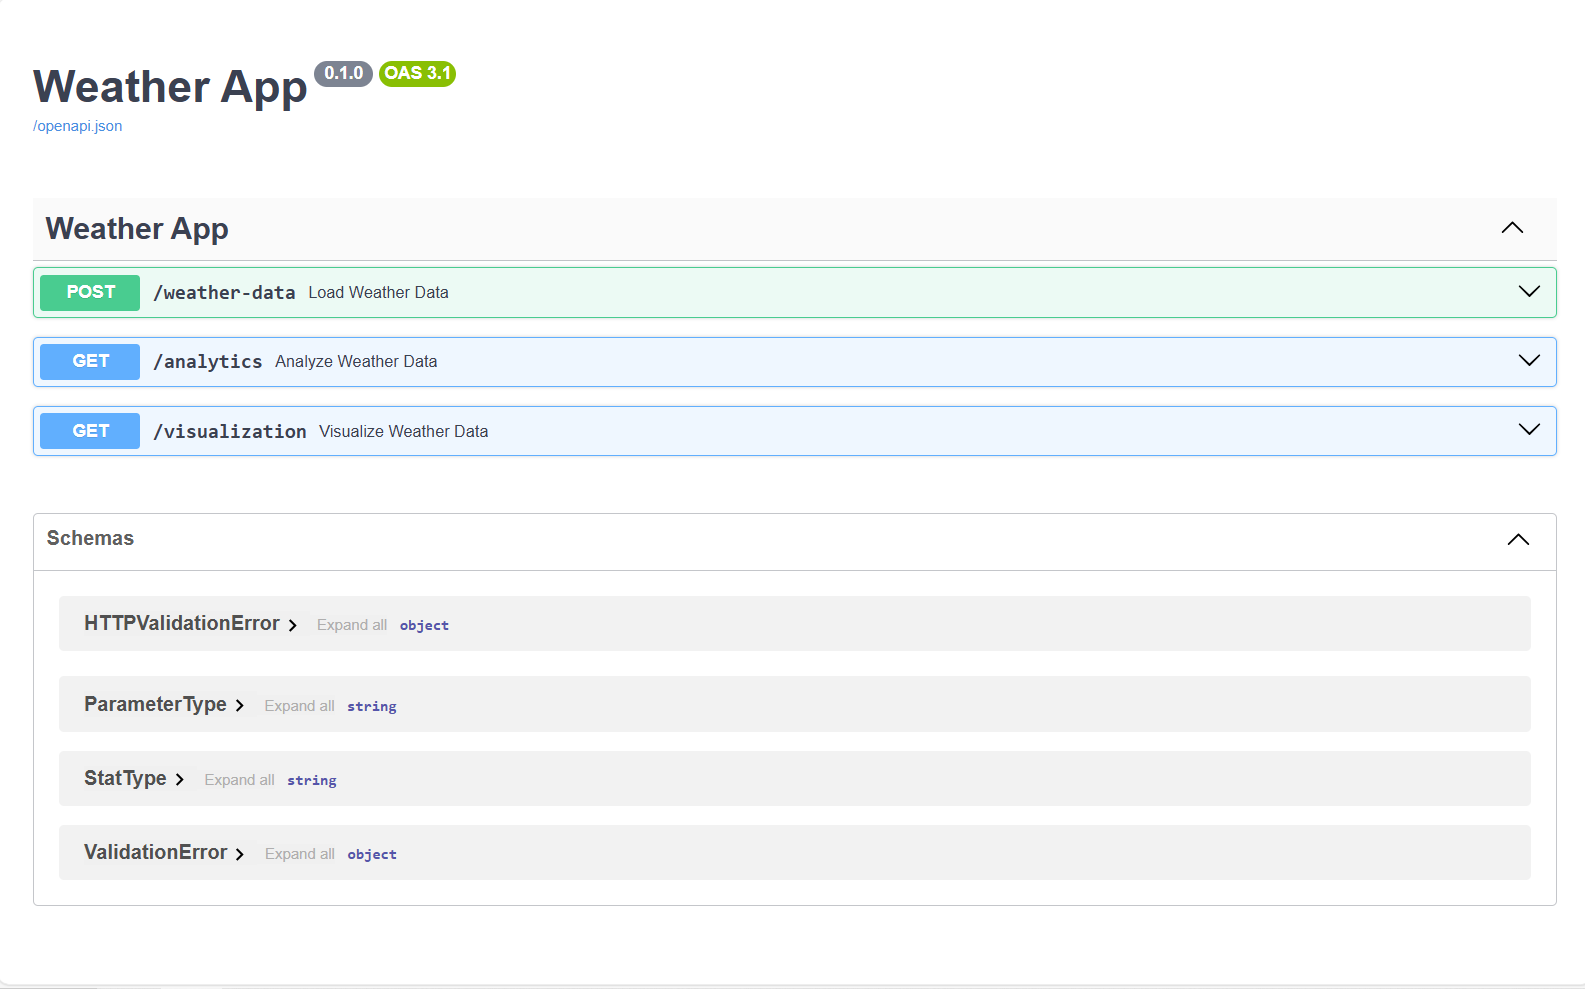 Weather App 0.1.0 OAS 3.1
/openapi.json
Weather App
POST /weather-data Load Weather Data
GET /analytics Analyze Weather Data
GET /visualization Visualize Weather Data
Schemas
HTTPValidationError Expand all object
ParameterType Expand all string
StatType Expand all string
ValidationError Expand all object